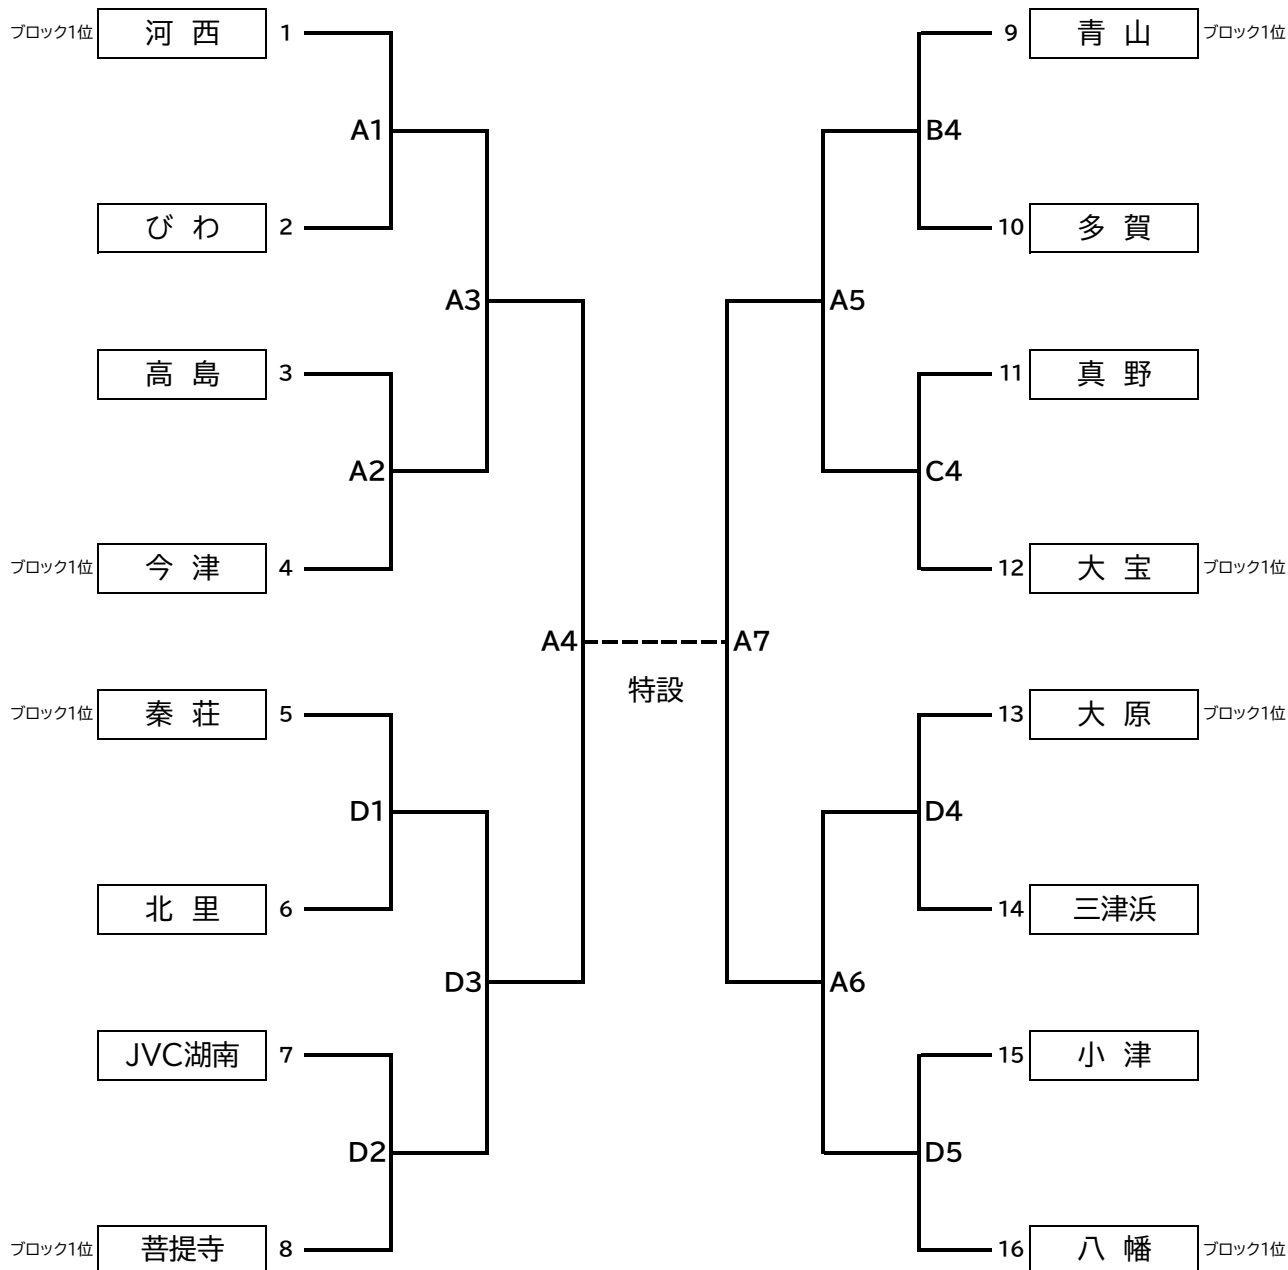 ブロック1位 河 西 1
9 青 山 ブロック1位
A1
B4
び わ 2
10 多 賀
A3
A5
高 島 3
11 真 野
A2
C4
ブロック1位 今 津 4
12 大 宝 ブロック1位
A4
A7
特設
ブロック1位 秦 荘 5
13 大 原 ブロック1位
D1
D4
北 里 6
14 三津浜
D3
A6
JVC湖南 7
15 小 津
D2
D5
ブロック1位 菩提寺 8
16 八 幡 ブロック1位